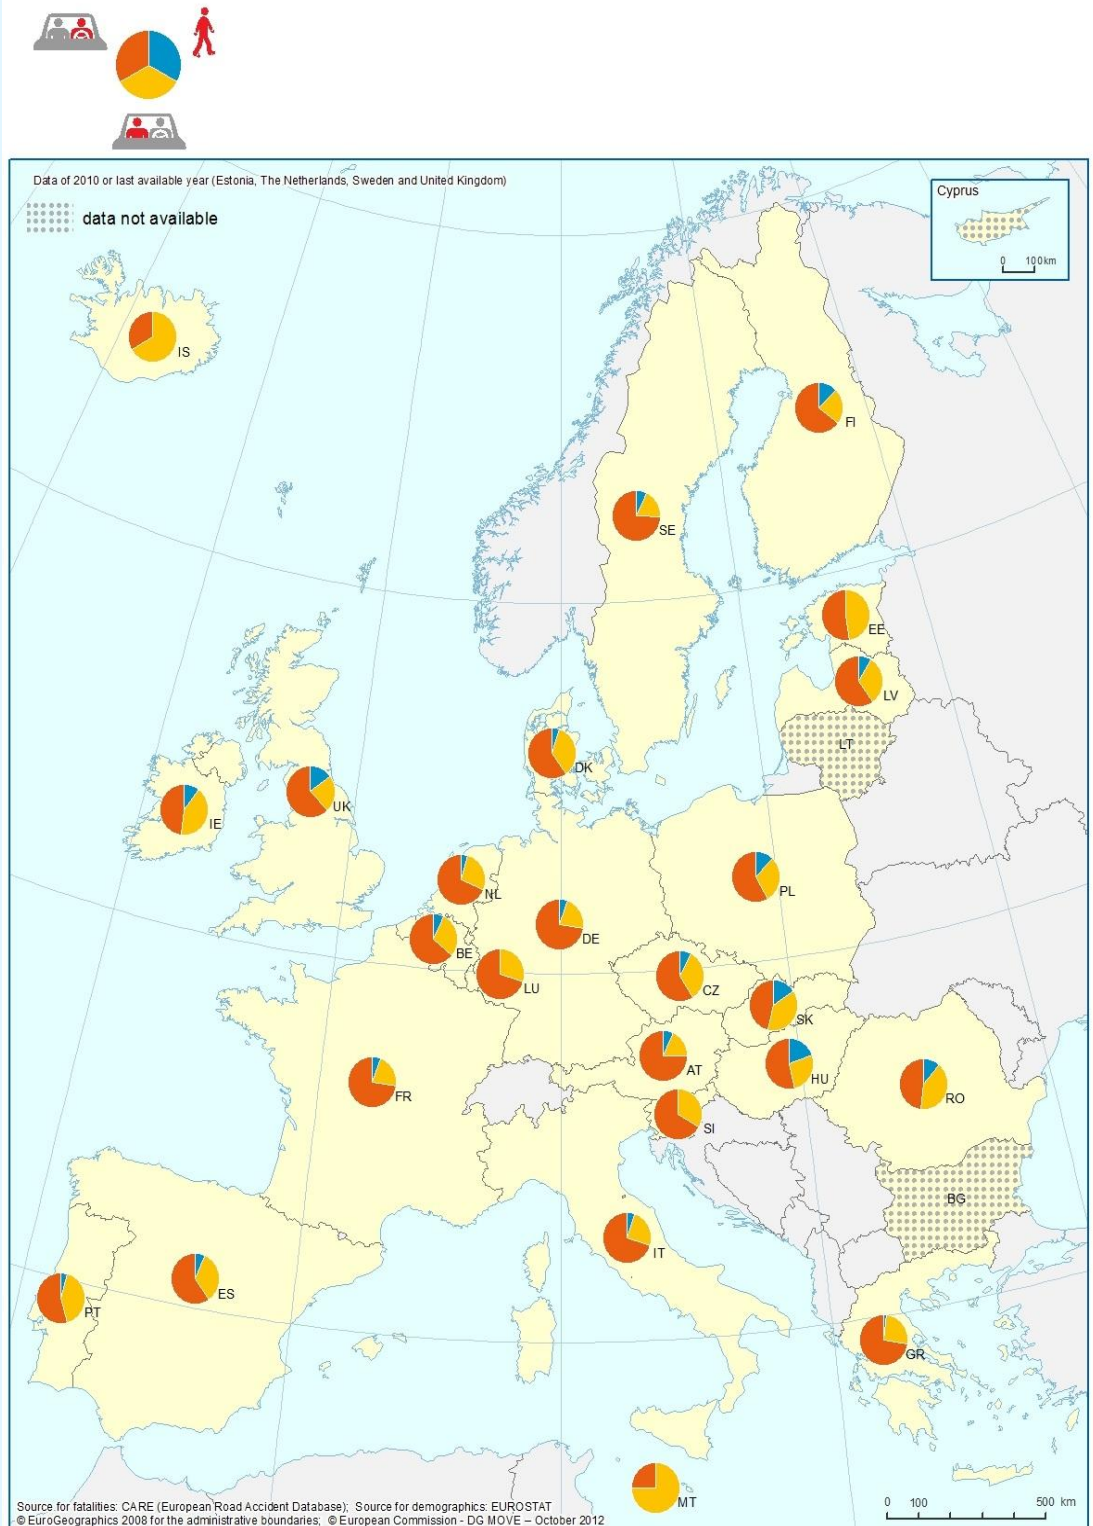 Data of 2010 or last available year (Estonia, The Netherlands, Sweden and United Kingdom)
data not available
Cyprus
0 100km
IS
FI
SE
EE
LV
LT
DK
UK
IE
NL
PL
DE
BE
LU
CZ
SK
AT
HU
FR
RO
SI
BG
IT
ES
PT
GR
MT
0 100 500 km
Source for fatalities: CARE (European Road Accident Database); Source for demographics: EUROSTAT
© EuroGeographics 2008 for the administrative boundaries; © European Commission - DG MOVE – October 2012